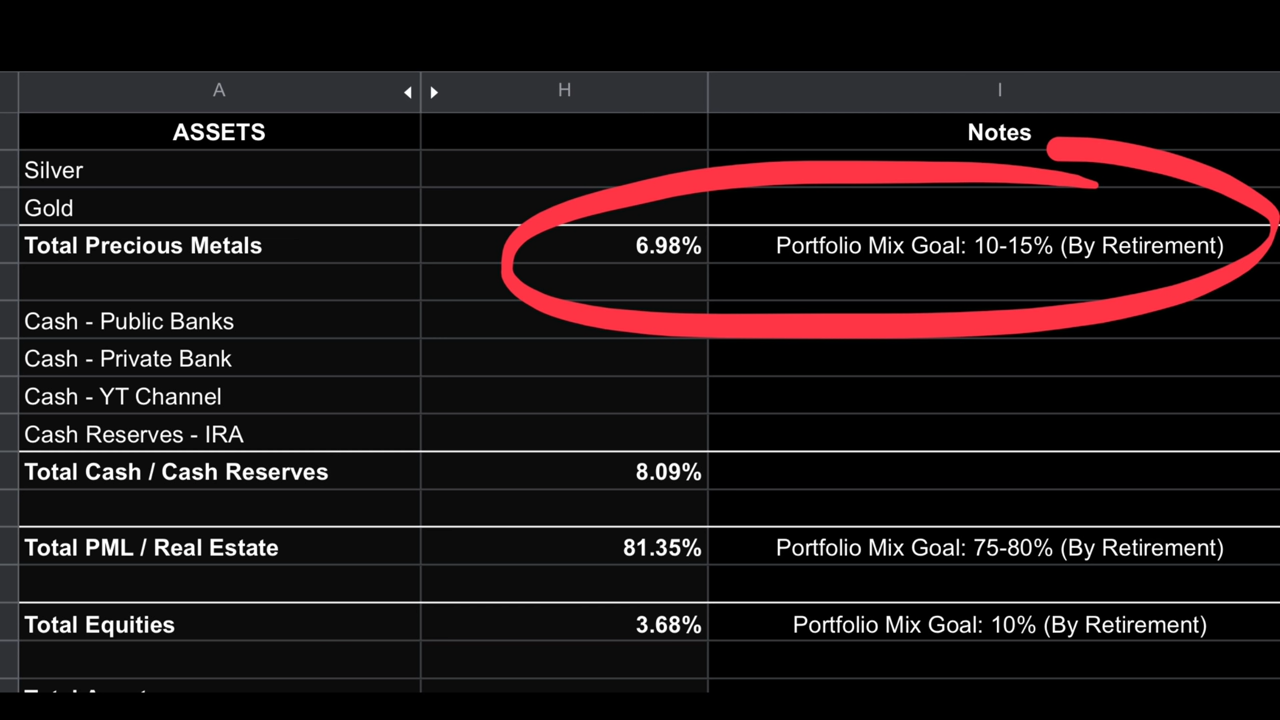 A H I
ASSETS Notes
Silver
Gold
Total Precious Metals 6.98% Portfolio Mix Goal: 10-15% (By Retirement)
Cash - Public Banks
Cash - Private Bank
Cash - YT Channel
Cash Reserves - IRA
Total Cash / Cash Reserves 8.09%
Total PML / Real Estate 81.35% Portfolio Mix Goal: 75-80% (By Retirement)
Total Equities 3.68% Portfolio Mix Goal: 10% (By Retirement)